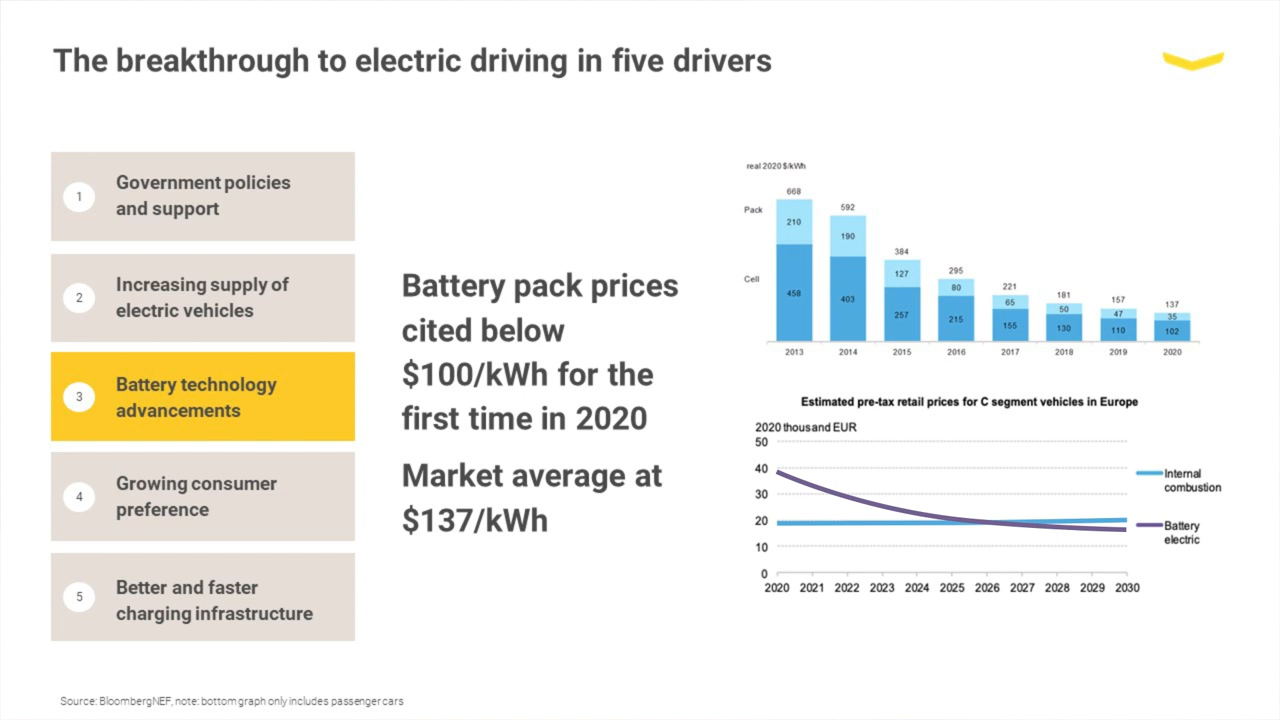 The breakthrough to electric driving in five drivers
1
Government policies
and support
2
Increasing supply of
electric vehicles
3
Battery technology
advancements
4
Growing consumer
preference
5
Better and faster
charging infrastructure
Battery pack prices
cited below
$100/kWh for the
first time in 2020
Market average at
$137/kWh
real 2020 $/kWh
668 592 384 295 221 181 157 137
Pack 210 190 127 80 65 50 47 35
Cell 458 403 257 215 155 130 110 102
2013 2014 2015 2016 2017 2018 2019 2020
Estimated pre-tax retail prices for C segment vehicles in Europe
2020 thousand EUR
50
40
30
20
10
0
2020 2021 2022 2023 2024 2025 2026 2027 2028 2029 2030
Internal
combustion
Battery
electric
Source: BloombergNEF, note: bottom graph only includes passenger cars